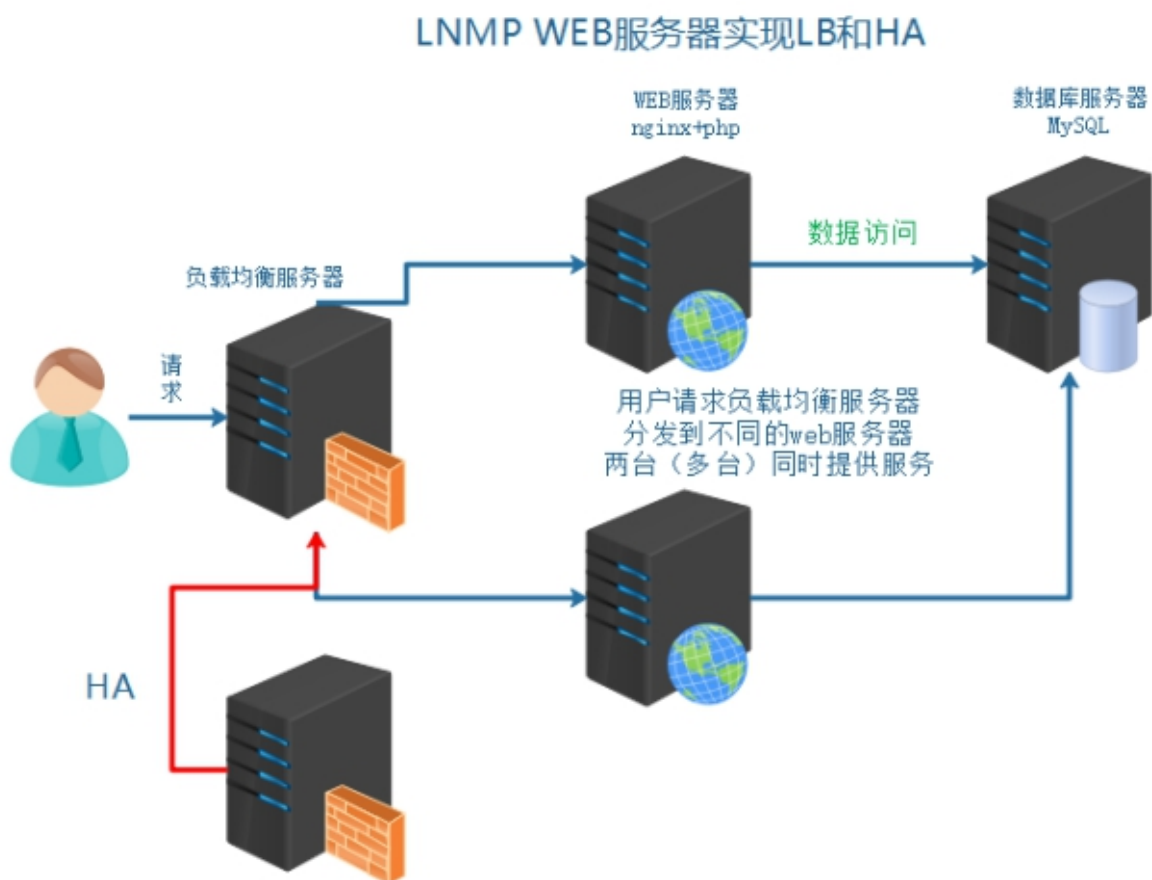 LNMP WEB服务器实现LB和HA
WEB服务器
nginx+php
数据库服务器
MySQL
数据访问
负载均衡服务器
请
求
用户请求负载均衡服务器
分发到不同的web服务器
两台（多台）同时提供服务
HA